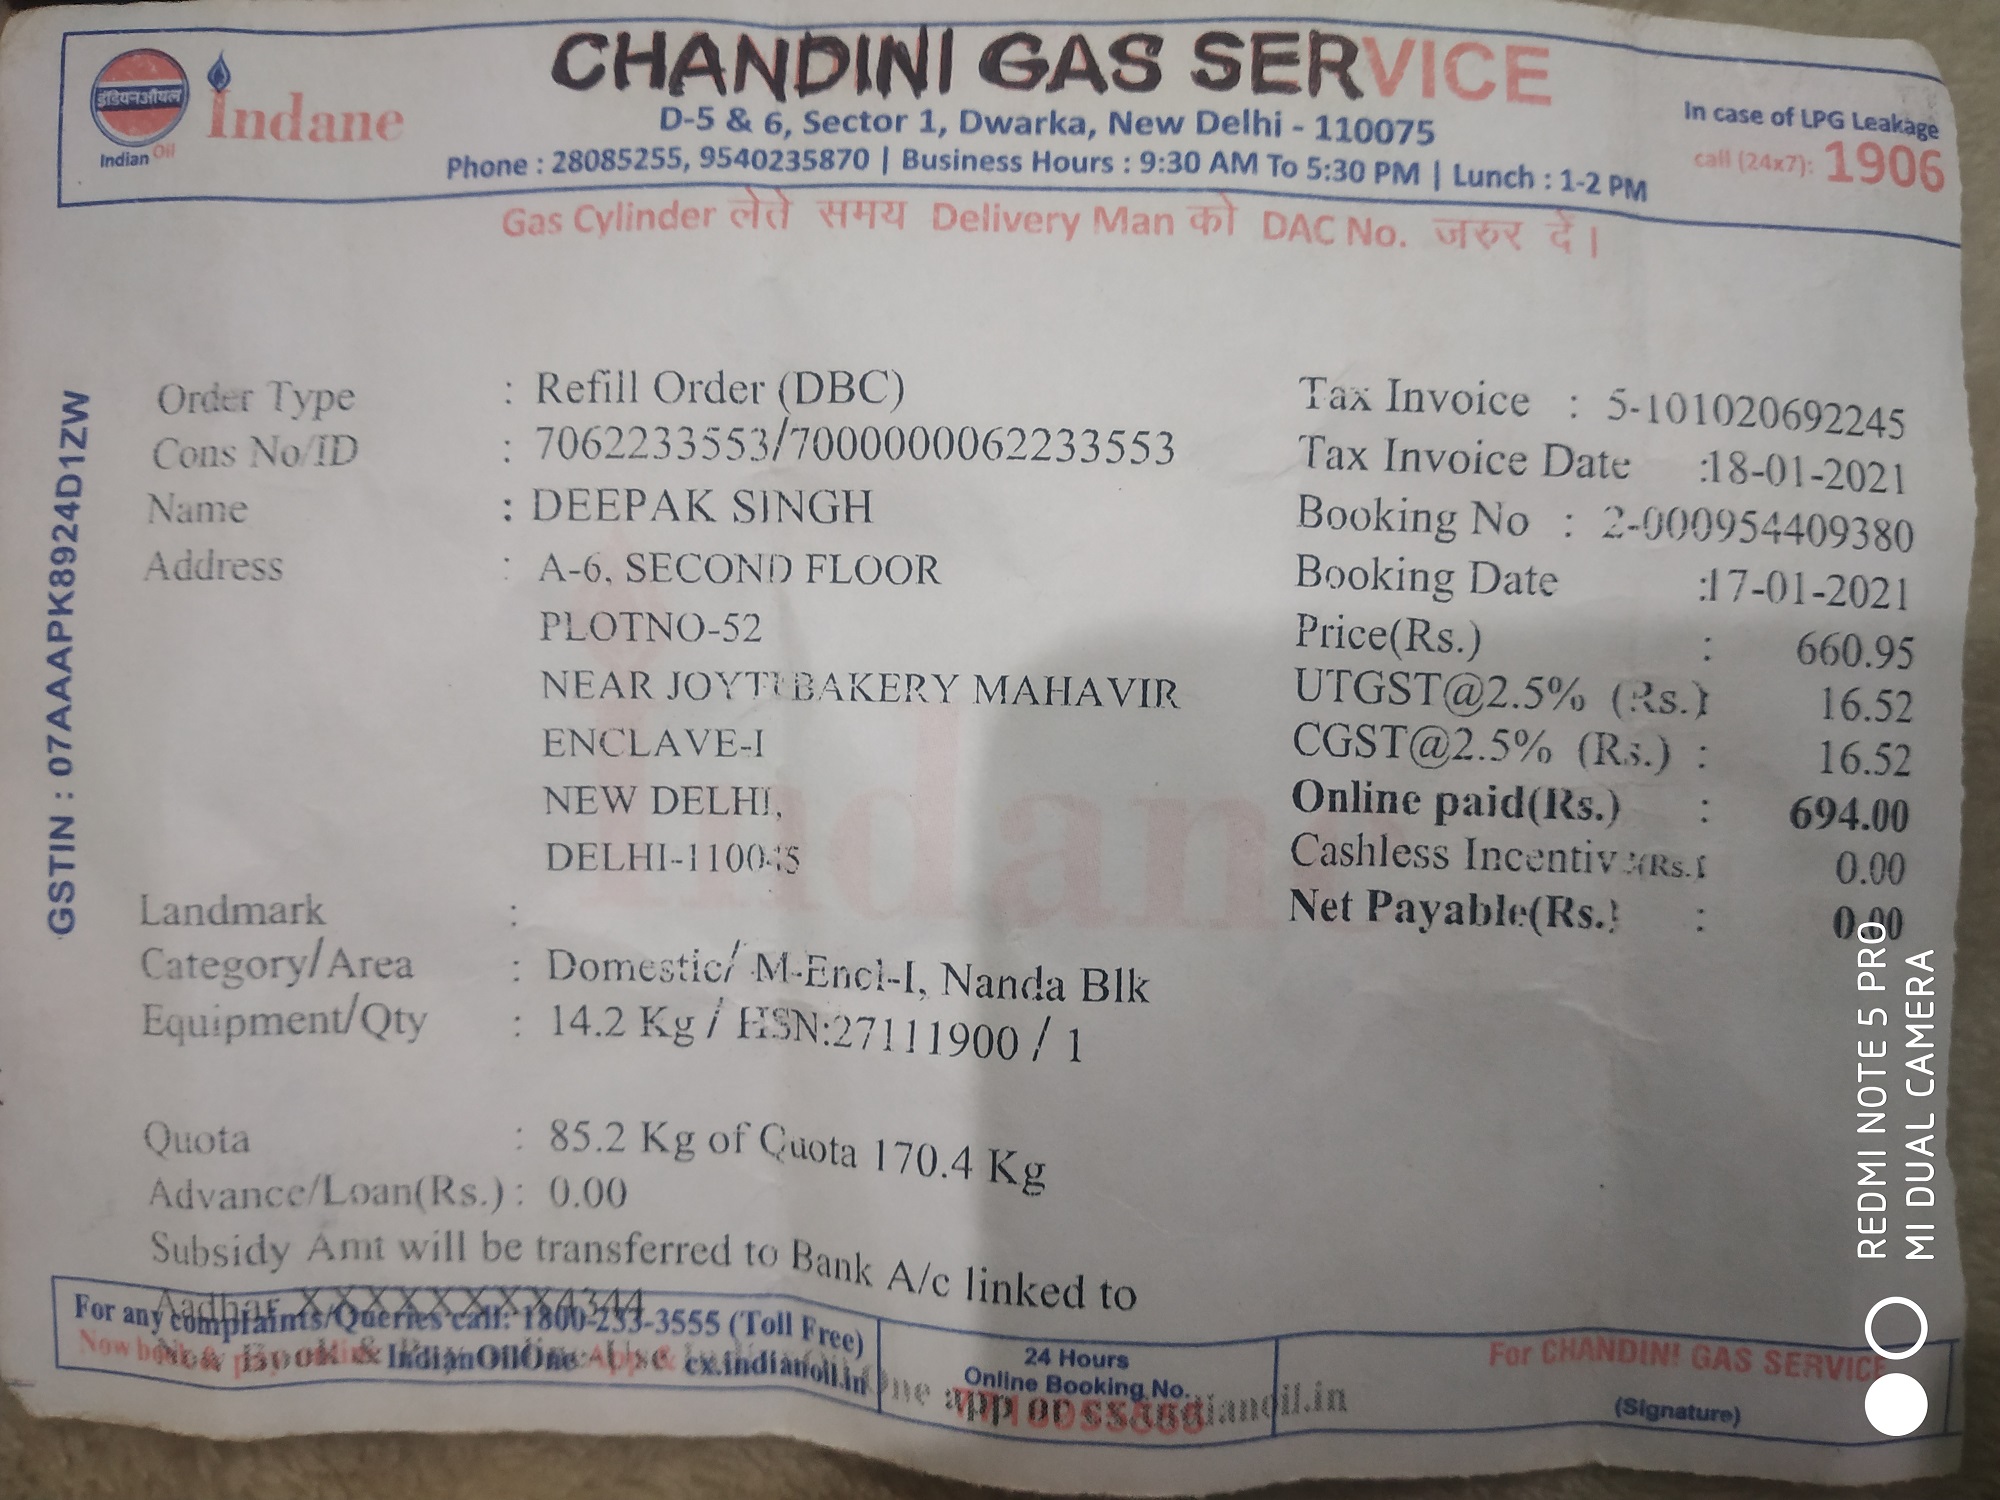 CHANDINI GAS SERVICE
इंडियनऑयल
IndianOil
Indane
D-5 & 6, Sector 1, Dwarka, New Delhi - 110075
Phone : 28085255, 9540235870 | Business Hours : 9:30 AM To 5:30 PM | Lunch : 1-2 PM
In case of LPG Leakage
call (24x7): 1906
Gas Cylinder लेते समय Delivery Man को DAC No. जरुर दें।
GSTIN : 07AAAPK8924D1ZW
Order Type : Refill Order (DBC)
Cons No/ID : 7062233553/7000000062233553
Name : DEEPAK SINGH
Address : A-6, SECOND FLOOR
PLOTNO-52
NEAR JOYTI BAKERY MAHAVIR
ENCLAVE-I
NEW DELHI,
DELHI-110045
Landmark :
Category/Area : Domestic/ M-Encl-I, Nanda Blk
Equipment/Qty : 14.2 Kg / HSN:27111900 / 1
Quota : 85.2 Kg of Quota 170.4 Kg
Advance/Loan(Rs.) : 0.00
Subsidy Amt will be transferred to Bank A/c linked to
Aadhar XXXXXXXX4344
Tax Invoice : 5-101020692245
Tax Invoice Date :18-01-2021
Booking No : 2-000954409380
Booking Date :17-01-2021
Price(Rs.) : 660.95
UTGST@2.5% (Rs.) 16.52
CGST@2.5% (Rs.) : 16.52
Online paid(Rs.) : 694.00
Cashless Incentive(Rs.) 0.00
Net Payable(Rs.) : 0.00
Indane
For any complaints/Queries call: 1800-233-3555 (Toll Free)
IndianOilOne App & cx.indianoil.in
24 Hours
Online Booking No.
For CHANDINI GAS SERVICE
(Signature)
REDMI NOTE 5 PRO
MI DUAL CAMERA